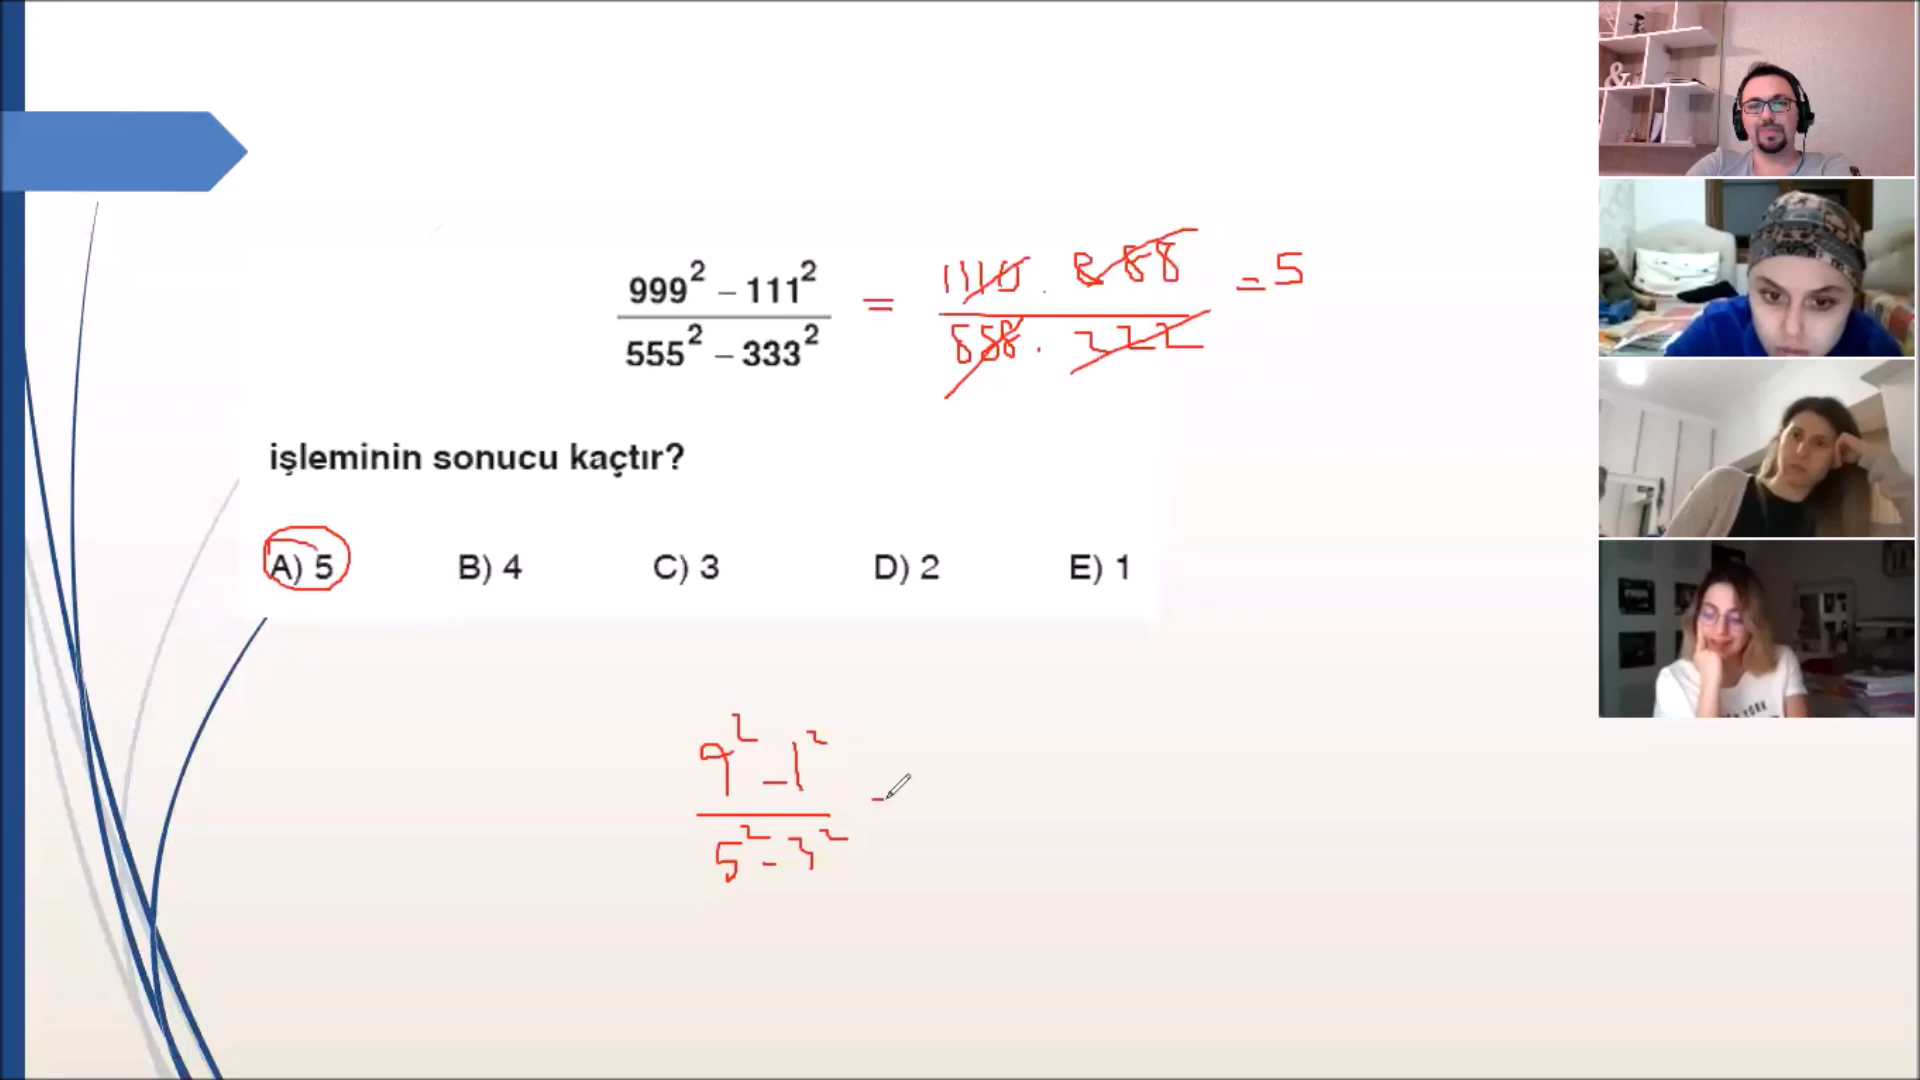 999² – 111² = 1110 . 888 = 5
555² – 333² 888 . 222
işleminin sonucu kaçtır?
A) 5 B) 4 C) 3 D) 2 E) 1
9² – 1² –
5² – 3²